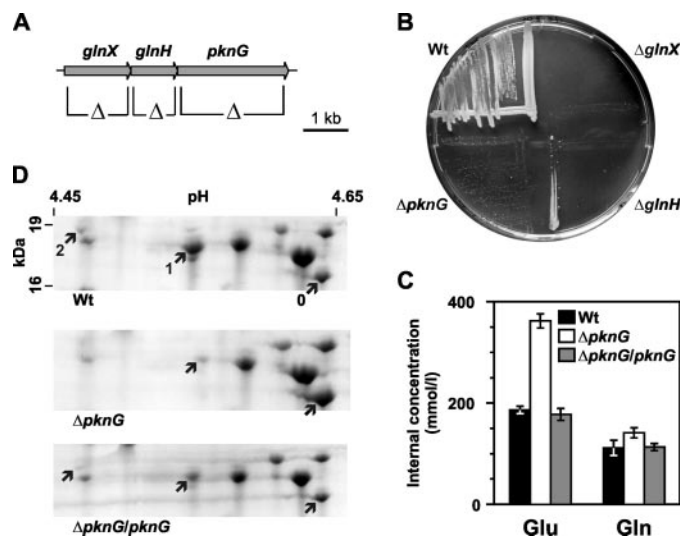 A
glnX glnH pknG
Δ Δ Δ
1 kb
B
Wt
ΔglnX
ΔpknG
ΔglnH
D
4.45 pH 4.65
kDa
19
16
2
1
Wt
0
ΔpknG
ΔpknG/pknG
C
Internal concentration
(mmol/l)
400
200
0
Wt
ΔpknG
ΔpknG/pknG
Glu Gln